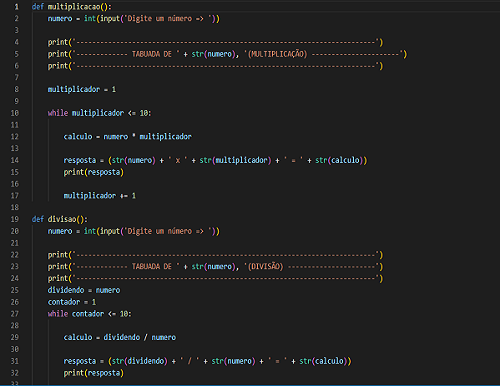 1 def multiplicacao():
2 numero = int(input('Digite um número => '))
3
4 print('-----------------------------------------------------------------------')
5 print('------------ TABUADA DE ' + str(numero), '(MULTIPLICAÇÃO) ---------------------')
6 print('-----------------------------------------------------------------------')
7
8 multiplicador = 1
9
10 while multiplicador <= 10:
11
12 calculo = numero * multiplicador
13
14 resposta = (str(numero) + ' x ' + str(multiplicador) + ' = ' + str(calculo))
15 print(resposta)
16
17 multiplicador += 1
18
19 def divisao():
20 numero = int(input('Digite um número => '))
21
22 print('-----------------------------------------------------------------------')
23 print('------------ TABUADA DE ' + str(numero), '(DIVISÃO) ---------------------')
24 print('-----------------------------------------------------------------------')
25 dividendo = numero
26 contador = 1
27 while contador <= 10:
28
29 calculo = dividendo / numero
30
31 resposta = (str(dividendo) + ' / ' + str(numero) + ' = ' + str(calculo))
32 print(resposta)
33